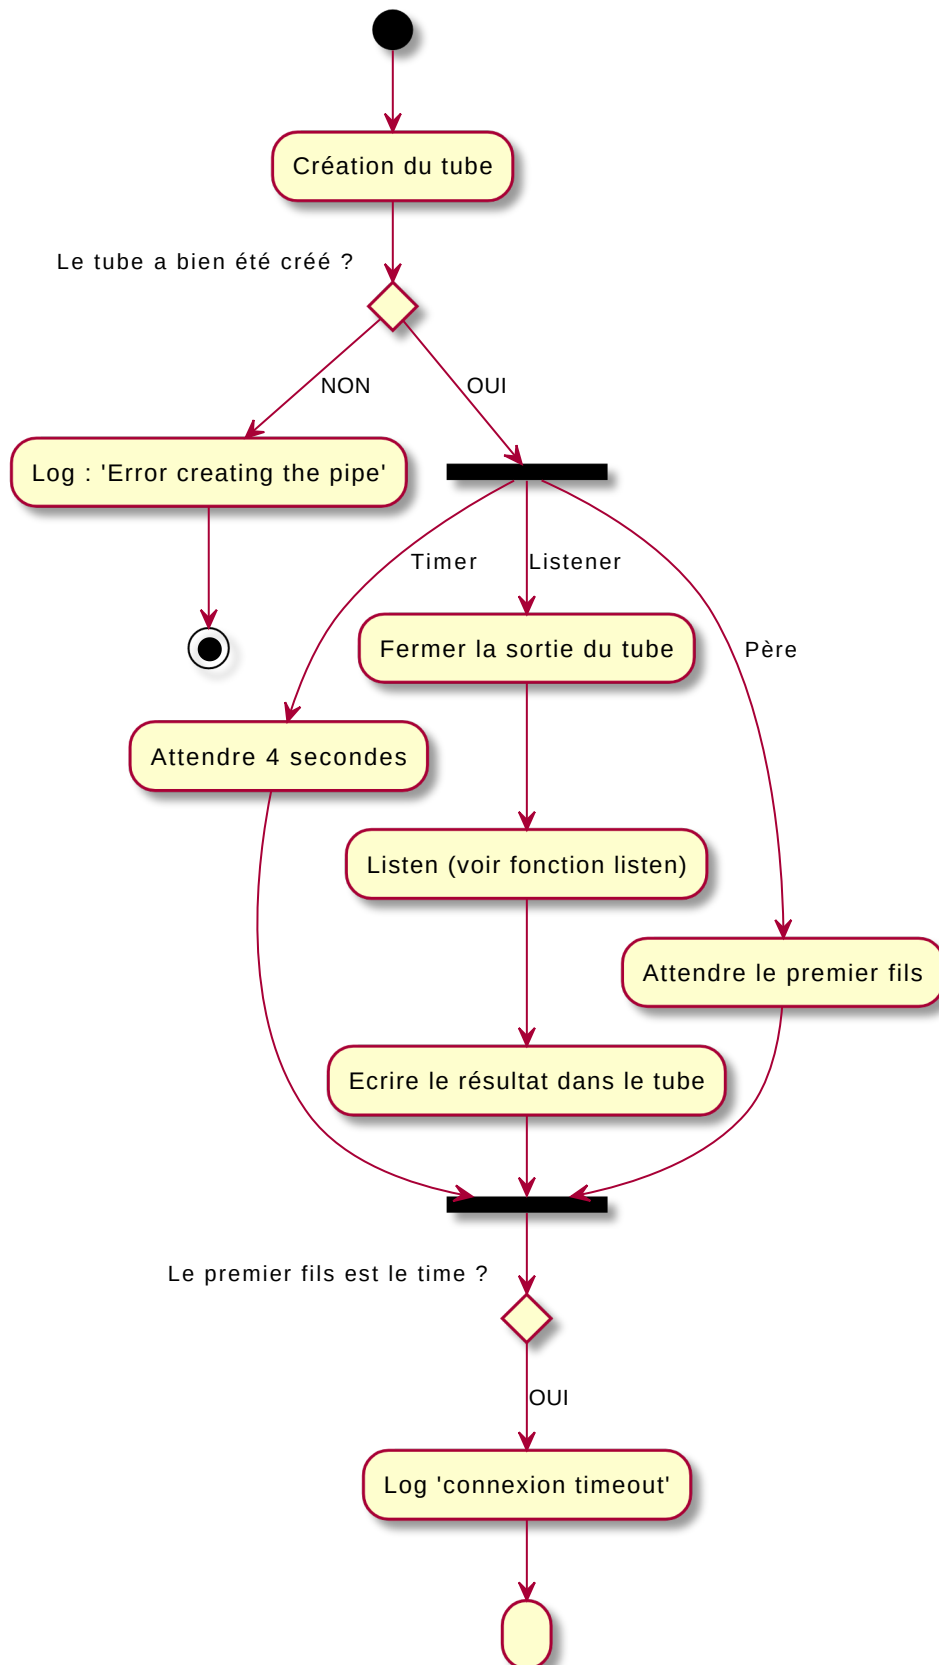 Création du tube
Le tube a bien été créé ?
NON
OUI
Log : 'Error creating the pipe'
Timer
Listener
Fermer la sortie du tube
Père
Attendre 4 secondes
Listen (voir fonction listen)
Attendre le premier fils
Ecrire le résultat dans le tube
Le premier fils est le time ?
OUI
Log 'connexion timeout'